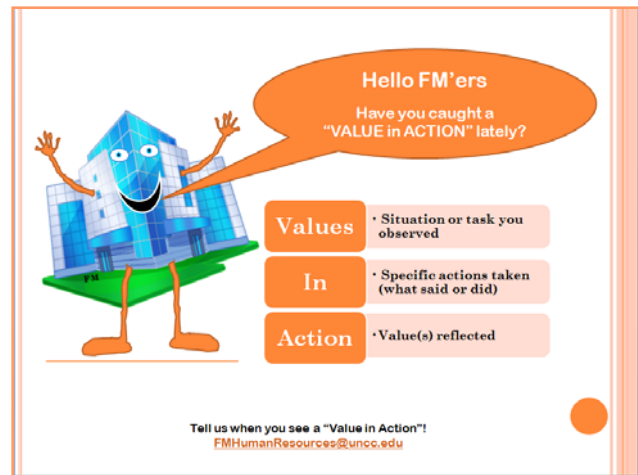 Hello FM'ers
Have you caught a
"VALUE in ACTION" lately?
Values
• Situation or task you
observed
In
• Specific actions taken
(what said or did)
Action
• Value(s) reflected
FM
Tell us when you see a "Value in Action"!
FMHumanResources@uncc.edu